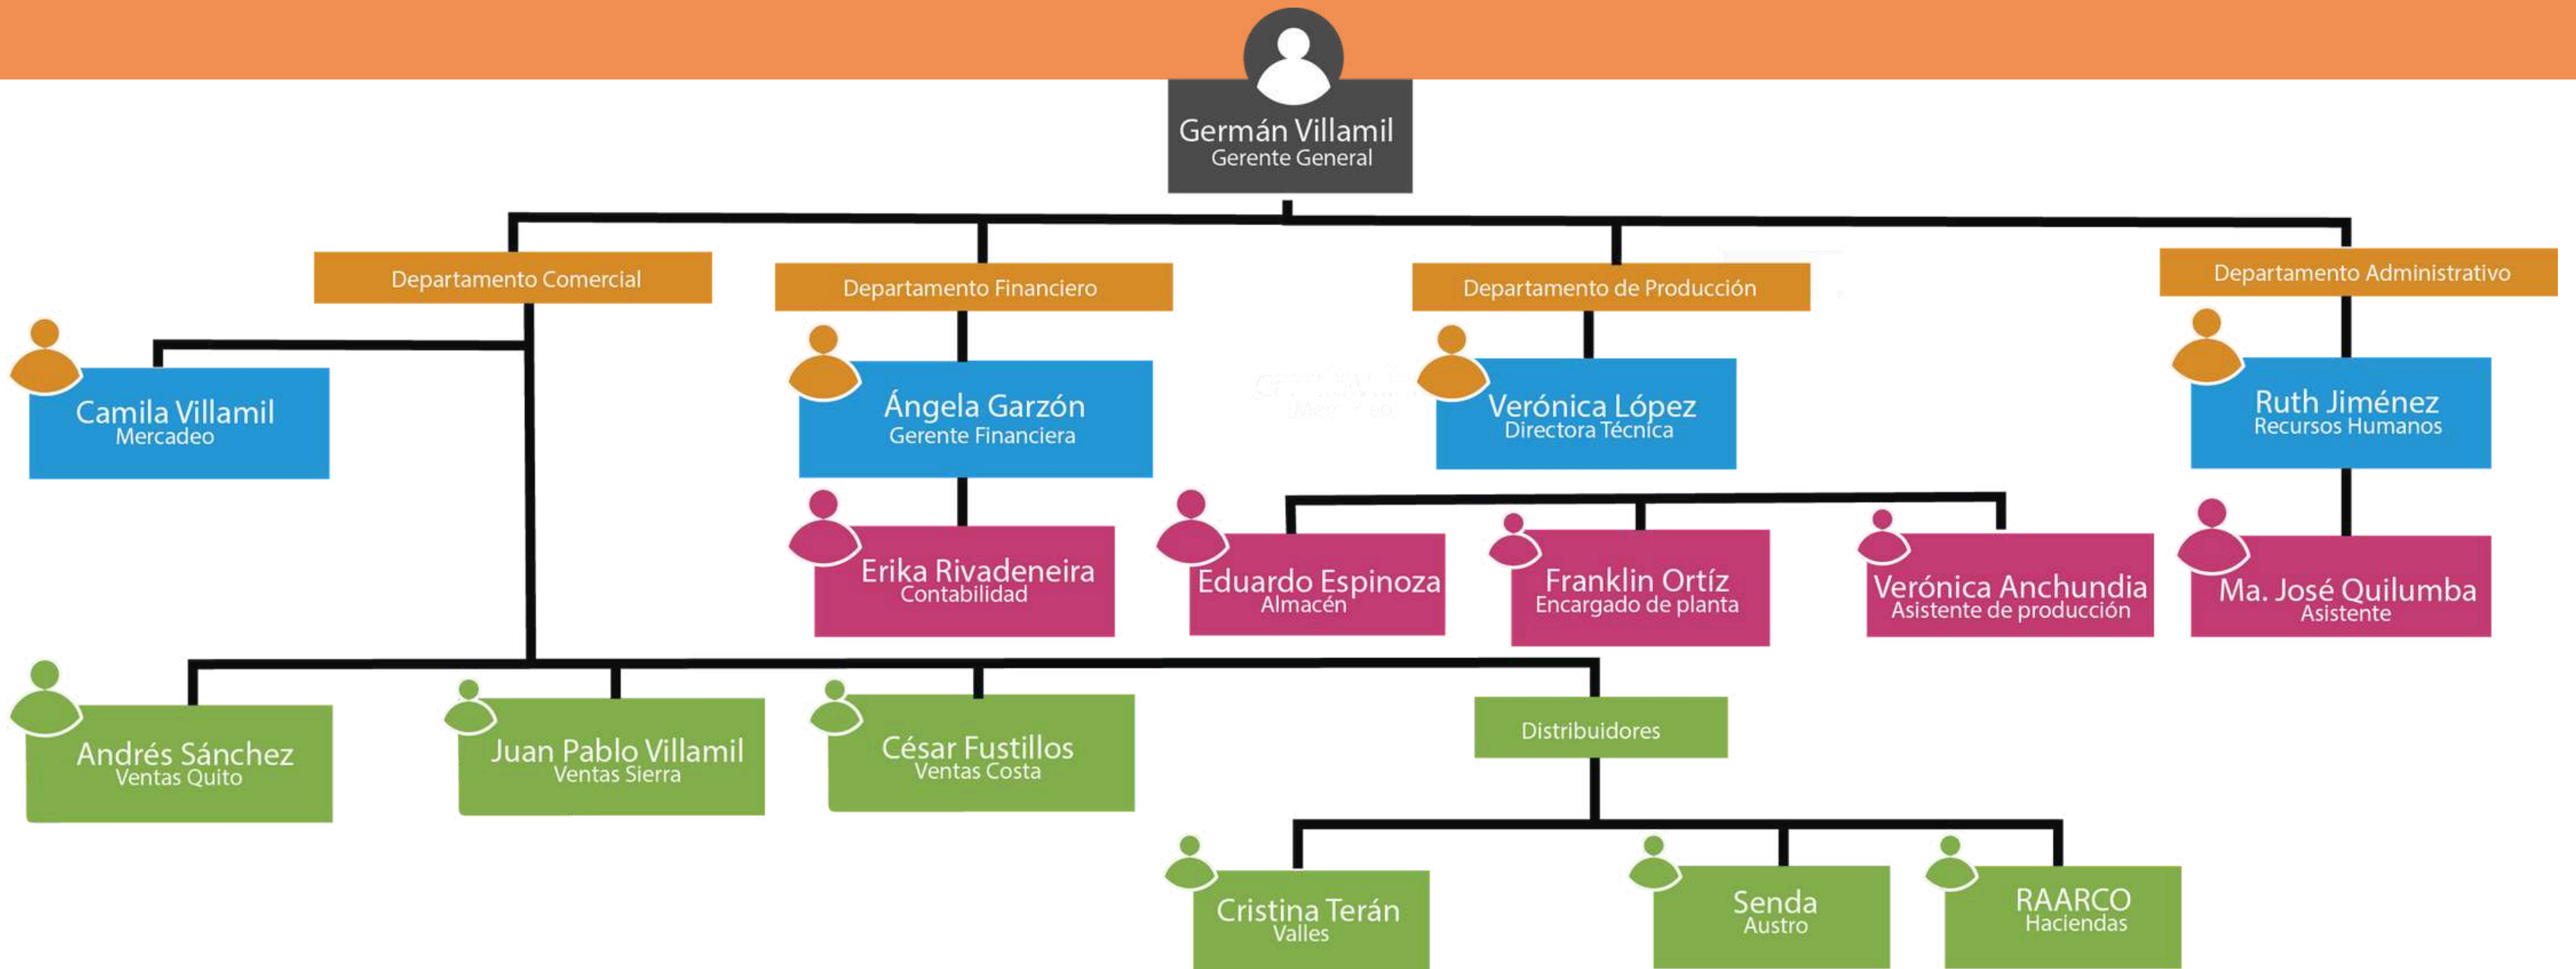 Germán Villamil
Gerente General
Departamento Comercial
Departamento Financiero
Departamento de Producción
Departamento Administrativo
Camila Villamil
Mercadeo
Ángela Garzón
Gerente Financiera
Verónica López
Directora Técnica
Ruth Jiménez
Recursos Humanos
Erika Rivadeneira
Contabilidad
Eduardo Espinoza
Almacén
Franklin Ortíz
Encargado de planta
Verónica Anchundia
Asistente de producción
Ma. José Quilumba
Asistente
Andrés Sánchez
Ventas Quito
Juan Pablo Villamil
Ventas Sierra
César Fustillos
Ventas Costa
Distribuidores
Cristina Terán
Valles
Senda
Austro
RAARCO
Haciendas